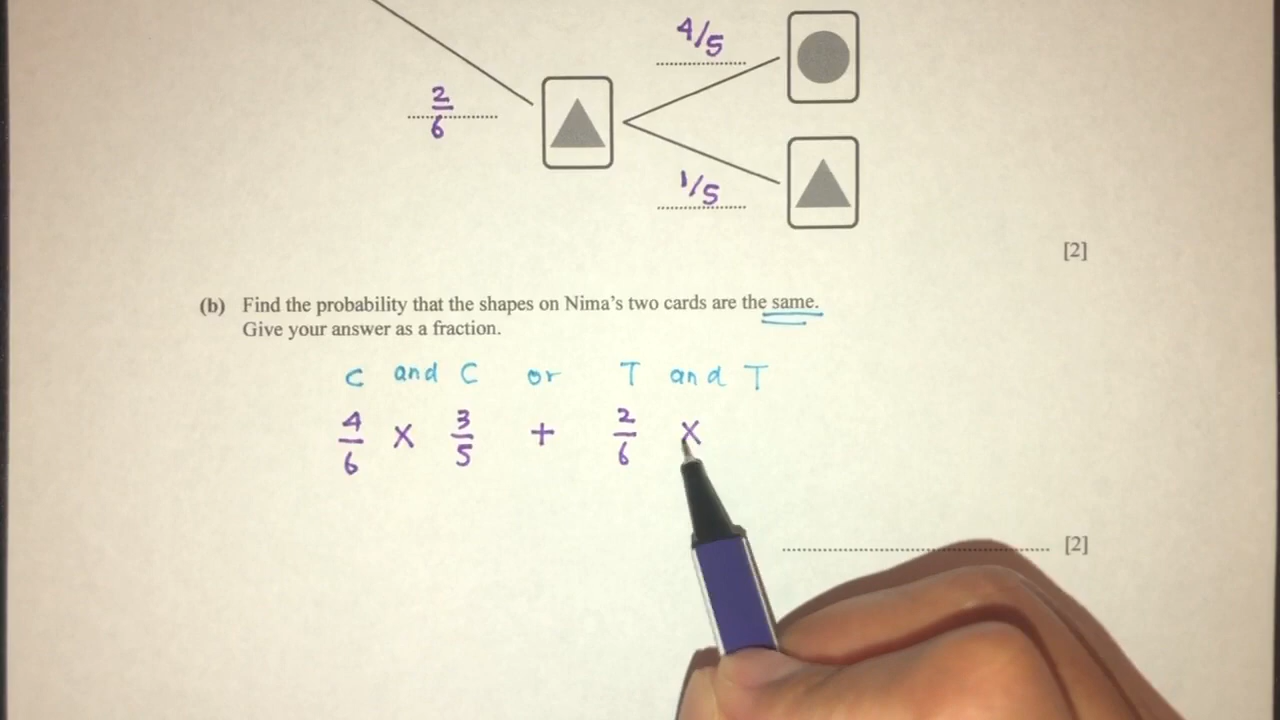 4/5
2/6
1/5
[2]
(b) Find the probability that the shapes on Nima's two cards are the same.
Give your answer as a fraction.
C and C or T and T
4/6 × 3/5 + 2/6 ×
[2]